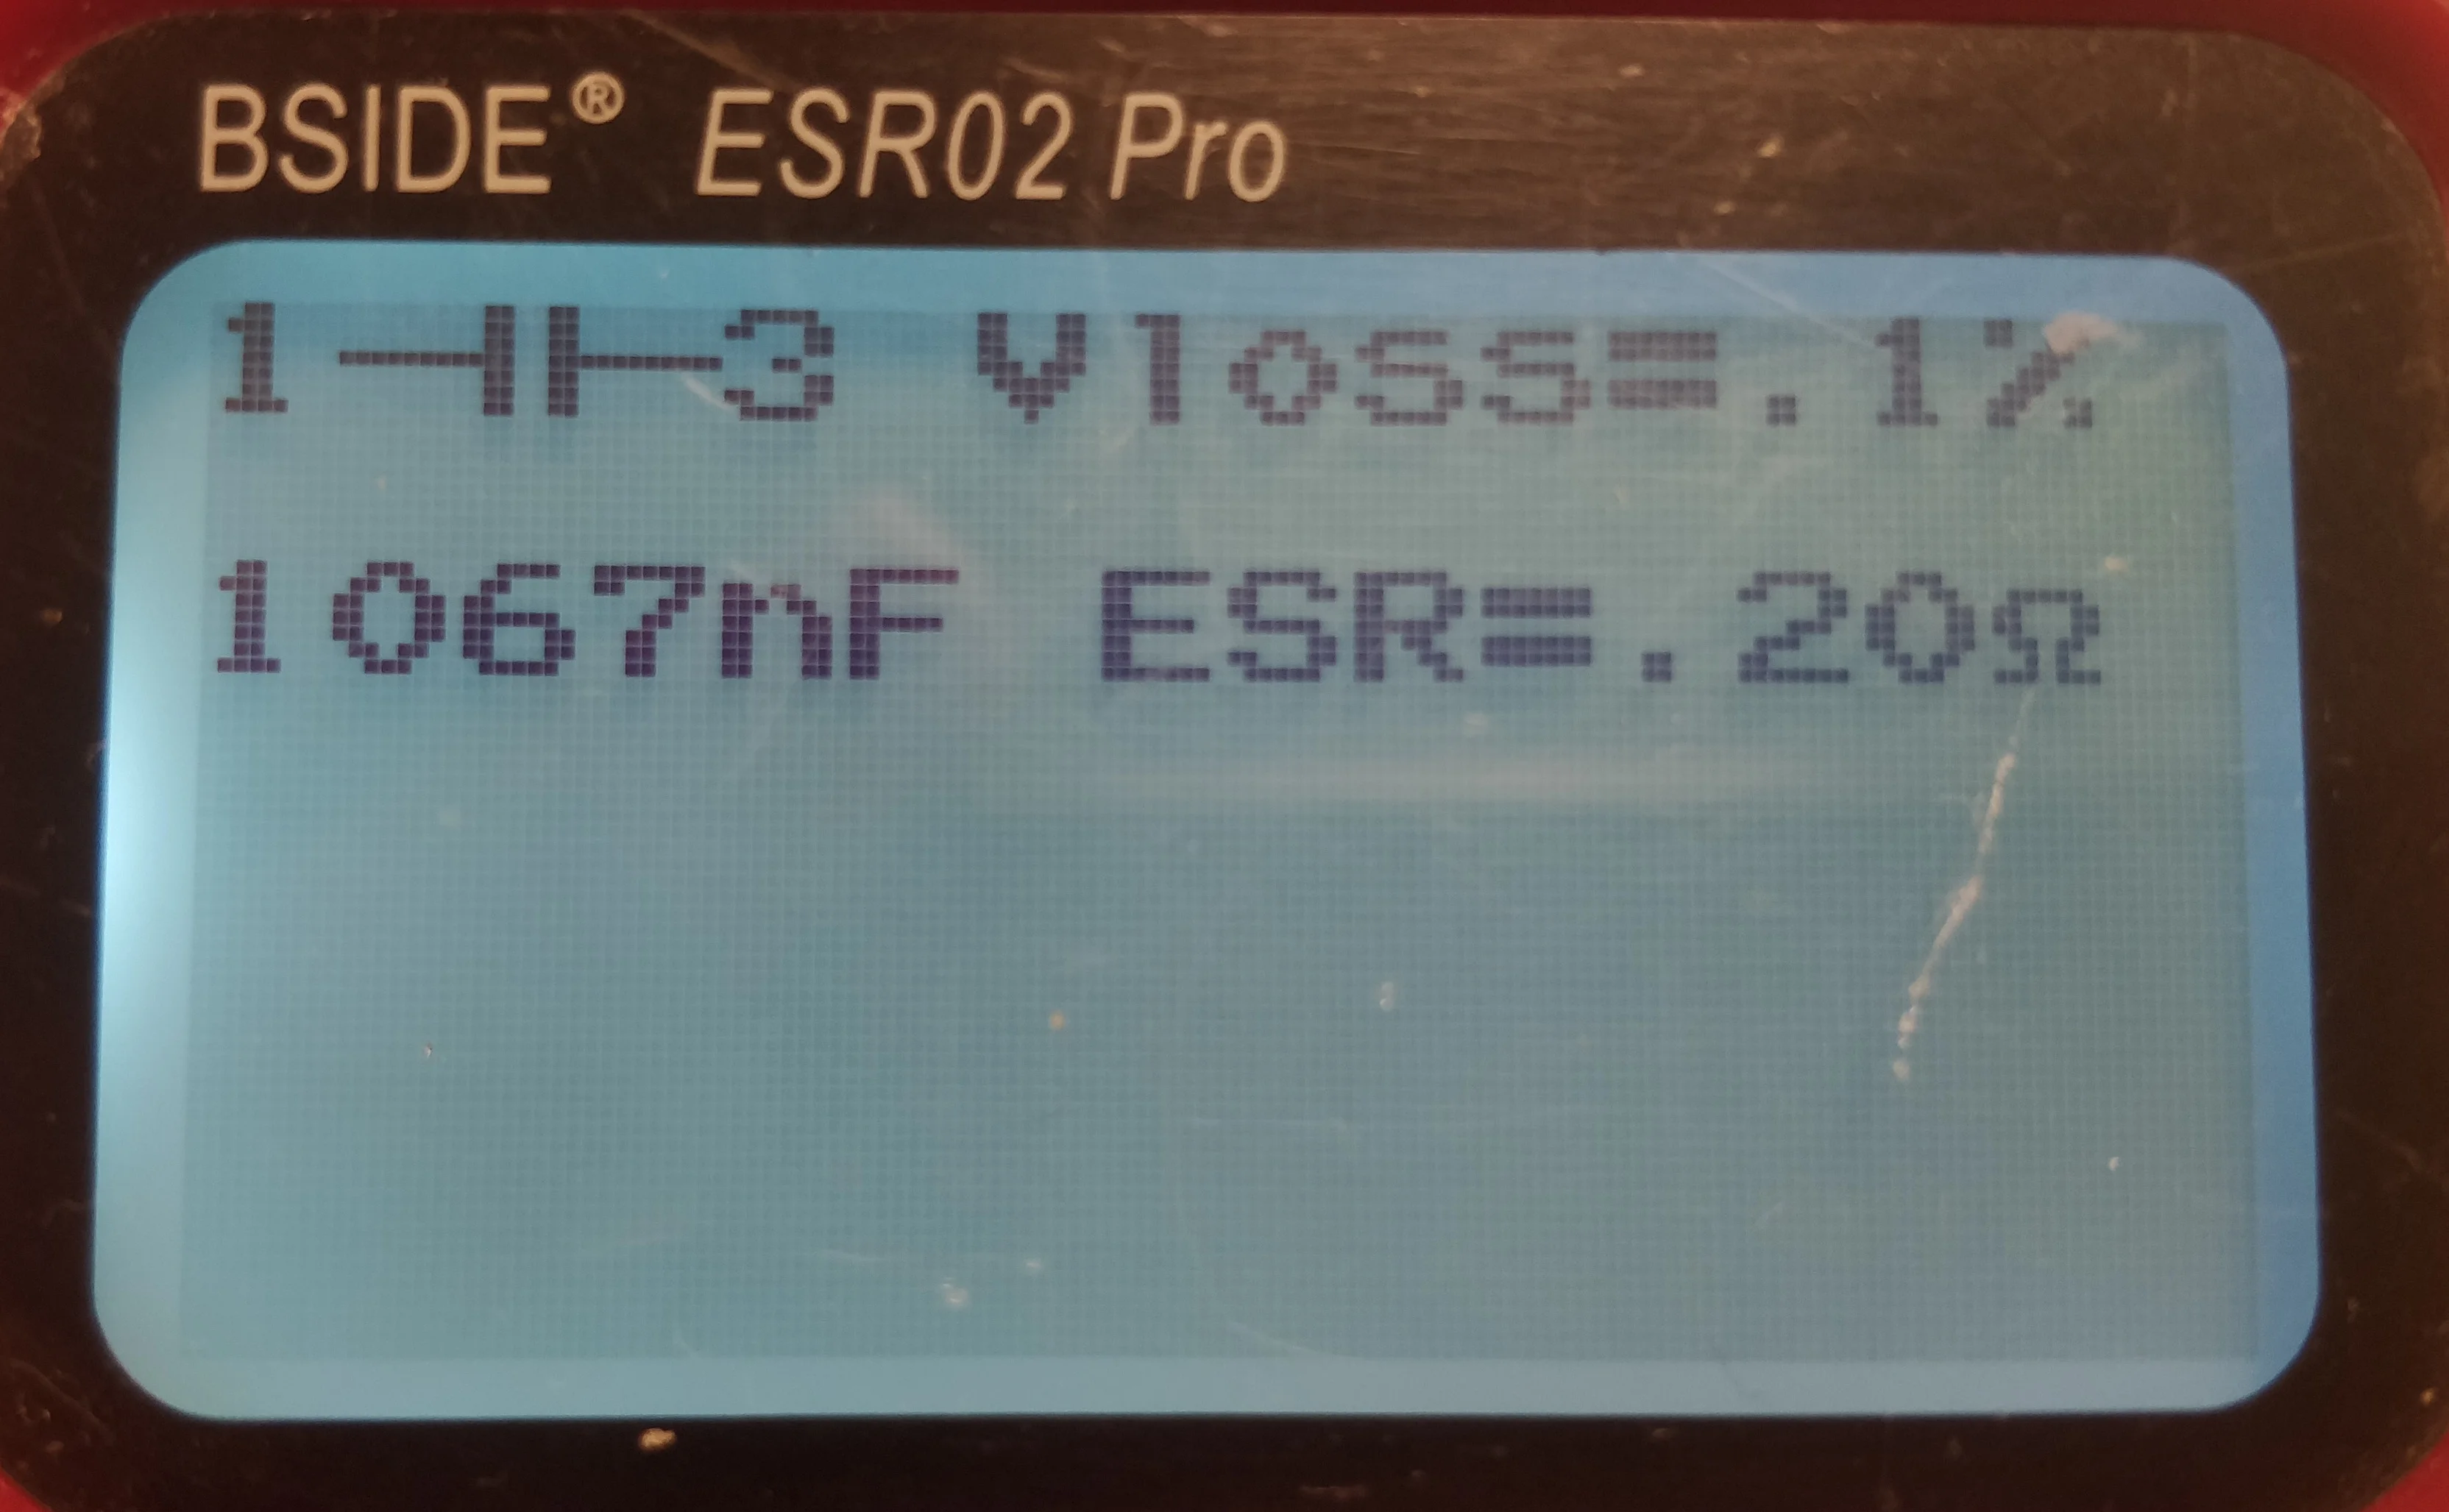 BSIDE® ESR02 Pro
1⊣⊢3 Vloss=.1%
1067nF ESR=.20Ω